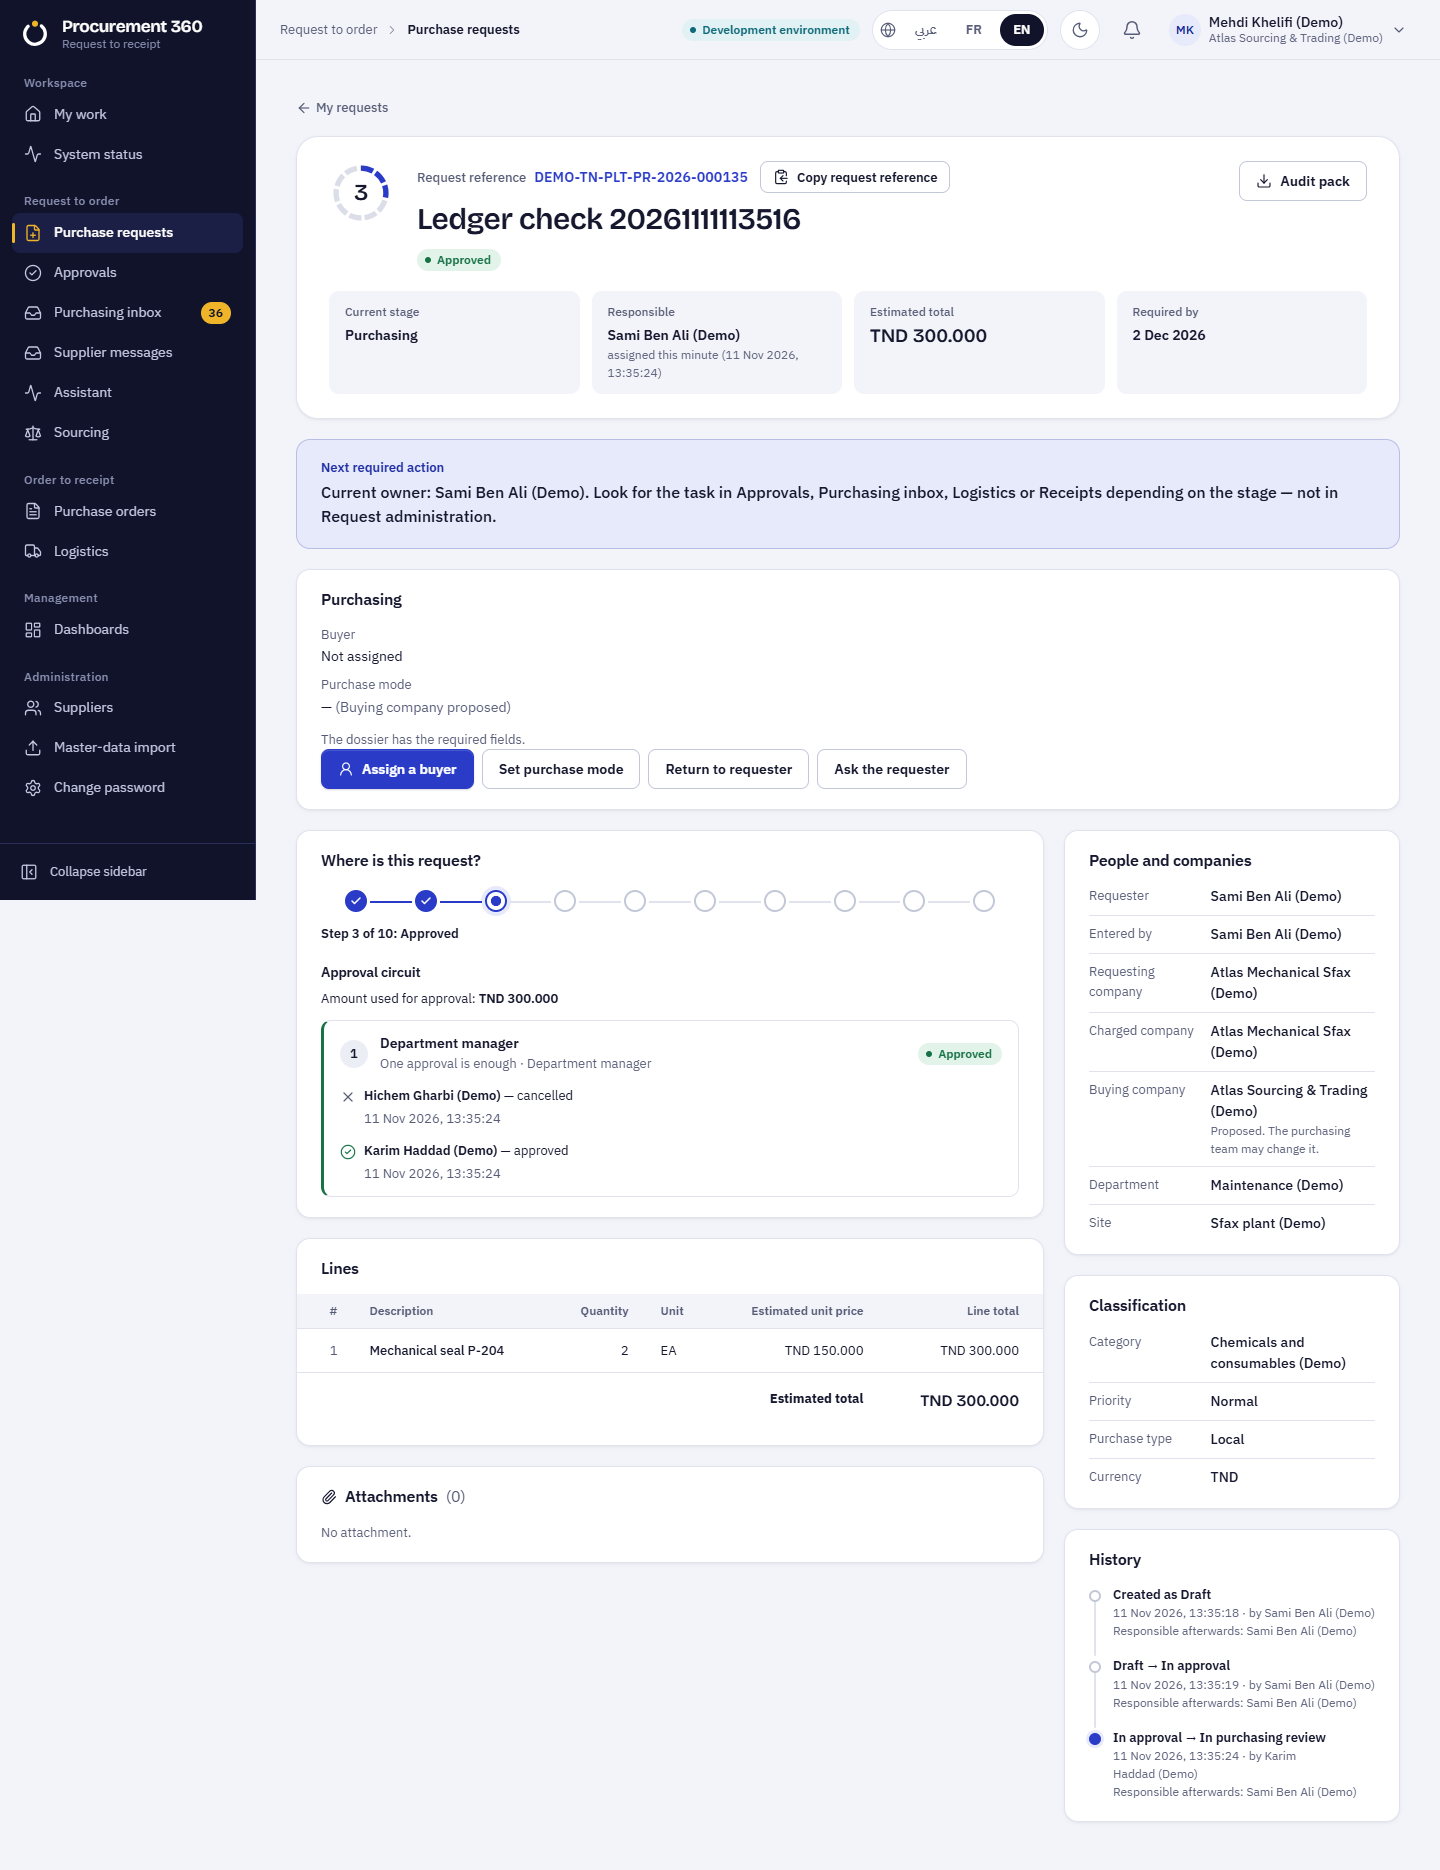 Procurement 360
Request to receipt
Workspace
My work
System status
Request to order
Purchase requests
Approvals
Purchasing inbox 36
Supplier messages
Assistant
Sourcing
Order to receipt
Purchase orders
Logistics
Management
Dashboards
Administration
Suppliers
Master-data import
Change password
Collapse sidebar
Request to order > Purchase requests
Development environment
عربي FR EN
MK
Mehdi Khelifi (Demo)
Atlas Sourcing & Trading (Demo)
← My requests
3
Request reference DEMO-TN-PLT-PR-2026-000135 Copy request reference
Audit pack
Ledger check 20261111113516
Approved
Current stage
Purchasing
Responsible
Sami Ben Ali (Demo)
assigned this minute (11 Nov 2026,
13:35:24)
Estimated total
TND 300.000
Required by
2 Dec 2026
Next required action
Current owner: Sami Ben Ali (Demo). Look for the task in Approvals, Purchasing inbox, Logistics or Receipts depending on the stage — not in
Request administration.
Purchasing
Buyer
Not assigned
Purchase mode
— (Buying company proposed)
The dossier has the required fields.
Assign a buyer Set purchase mode Return to requester Ask the requester
Where is this request?
Step 3 of 10: Approved
Approval circuit
Amount used for approval: TND 300.000
1 Department manager
One approval is enough · Department manager
Approved
Hichem Gharbi (Demo) — cancelled
11 Nov 2026, 13:35:24
Karim Haddad (Demo) — approved
11 Nov 2026, 13:35:24
Lines
# Description Quantity Unit Estimated unit price Line total
1 Mechanical seal P-204 2 EA TND 150.000 TND 300.000
Estimated total TND 300.000
Attachments (0)
No attachment.
People and companies
Requester Sami Ben Ali (Demo)
Entered by Sami Ben Ali (Demo)
Requesting Atlas Mechanical Sfax
company (Demo)
Charged company Atlas Mechanical Sfax
(Demo)
Buying company Atlas Sourcing & Trading
(Demo)
Proposed. The purchasing
team may change it.
Department Maintenance (Demo)
Site Sfax plant (Demo)
Classification
Category Chemicals and
consumables (Demo)
Priority Normal
Purchase type Local
Currency TND
History
Created as Draft
11 Nov 2026, 13:35:18 · by Sami Ben Ali (Demo)
Responsible afterwards: Sami Ben Ali (Demo)
Draft → In approval
11 Nov 2026, 13:35:19 · by Sami Ben Ali (Demo)
Responsible afterwards: Sami Ben Ali (Demo)
In approval → In purchasing review
11 Nov 2026, 13:35:24 · by Karim
Haddad (Demo)
Responsible afterwards: Sami Ben Ali (Demo)